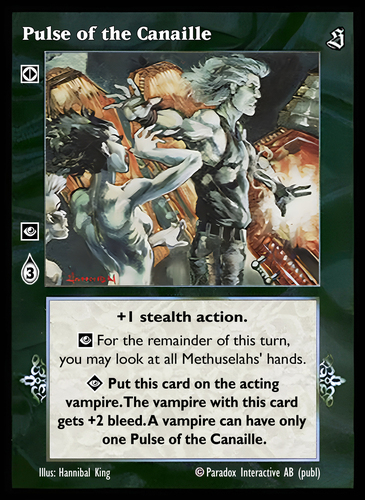 Pulse of the Canaille
3
HANNIBAL K
+1 stealth action.
For the remainder of this turn,
you may look at all Methuselahs' hands.
Put this card on the acting
vampire.The vampire with this card
gets +2 bleed.A vampire can have only
one Pulse of the Canaille.
Illus: Hannibal King © Paradox Interactive AB (publ)